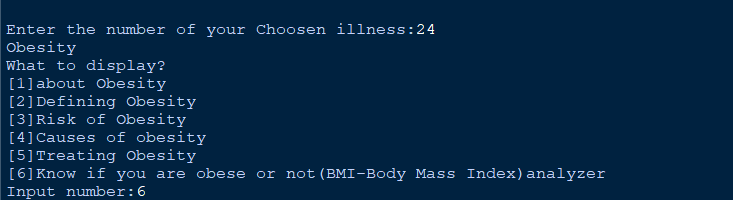 Enter the number of your Choosen illness:24
Obesity
What to display?
[1]about Obesity
[2]Defining Obesity
[3]Risk of Obesity
[4]Causes of obesity
[5]Treating Obesity
[6]Know if you are obese or not(BMI-Body Mass Index)analyzer
Input number:6